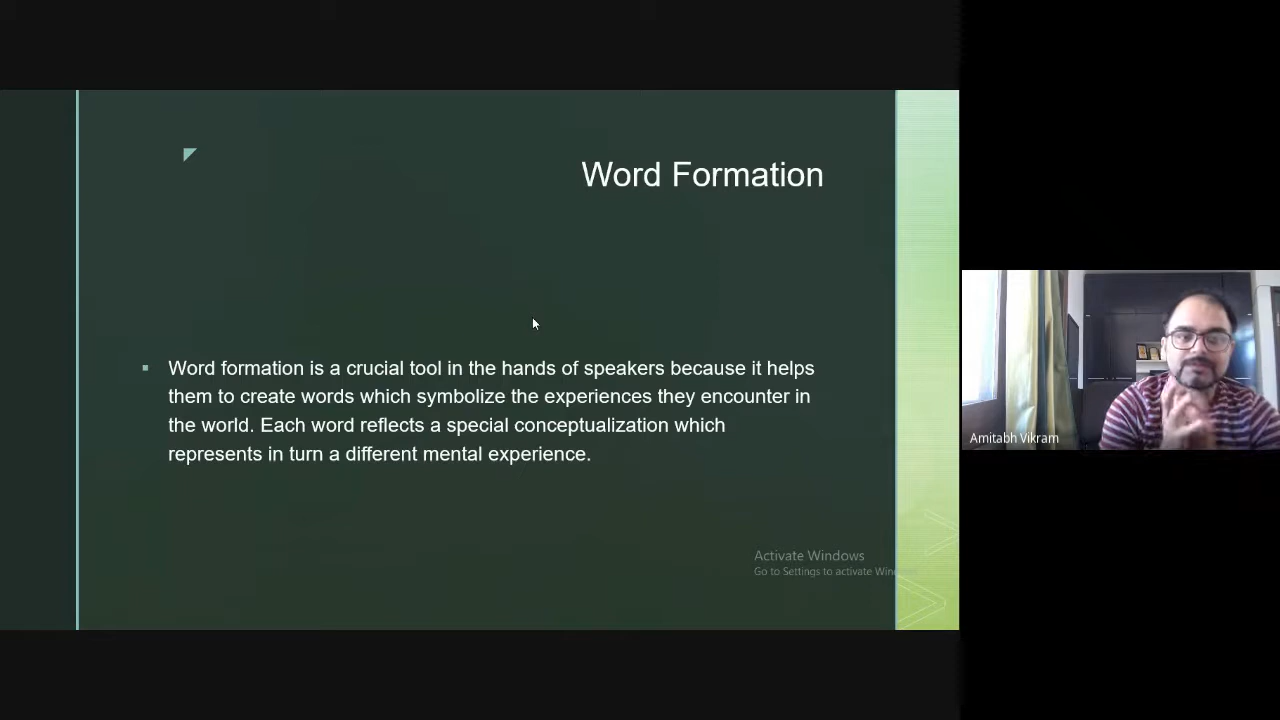 Word Formation
Word formation is a crucial tool in the hands of speakers because it helps
them to create words which symbolize the experiences they encounter in
the world. Each word reflects a special conceptualization which
represents in turn a different mental experience.
Amitabh Vikram
Activate Windows
Go to Settings to activate